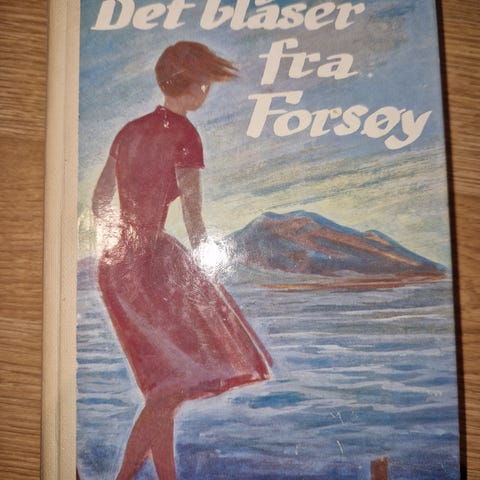 Det blåser
fra
Forsøy